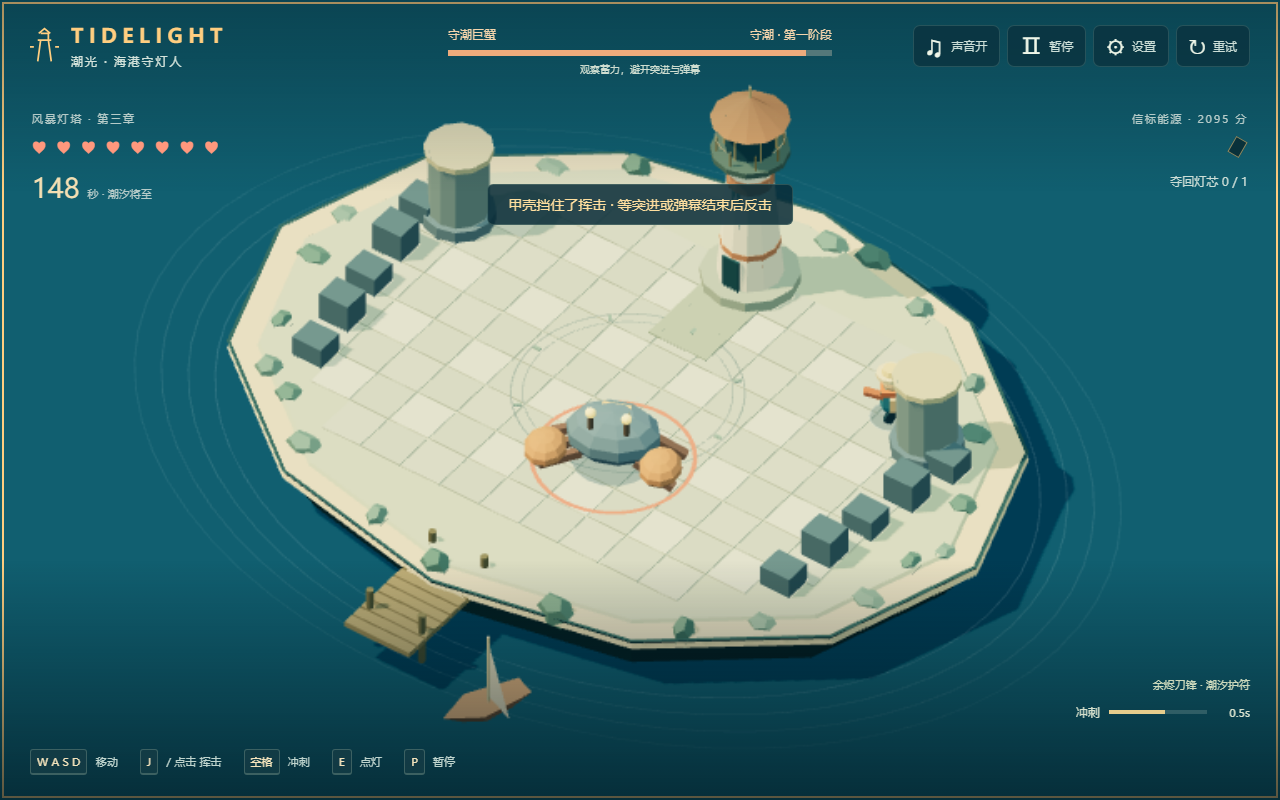 TIDELIGHT
潮光 · 海港守灯人
守潮巨蟹
守潮 · 第一阶段
观察蓄力，避开突进与弹幕
声音开
暂停
设置
重试
风暴灯塔 · 第三章
148 秒 · 潮汐将至
信标能源 · 2095 分
夺回灯芯 0 / 1
甲壳挡住了挥击 · 等突进或弹幕结束后反击
余烬刀锋 · 潮汐护符
冲刺 0.5s
WASD 移动 J / 点击 挥击 空格 冲刺 E 点灯 P 暂停